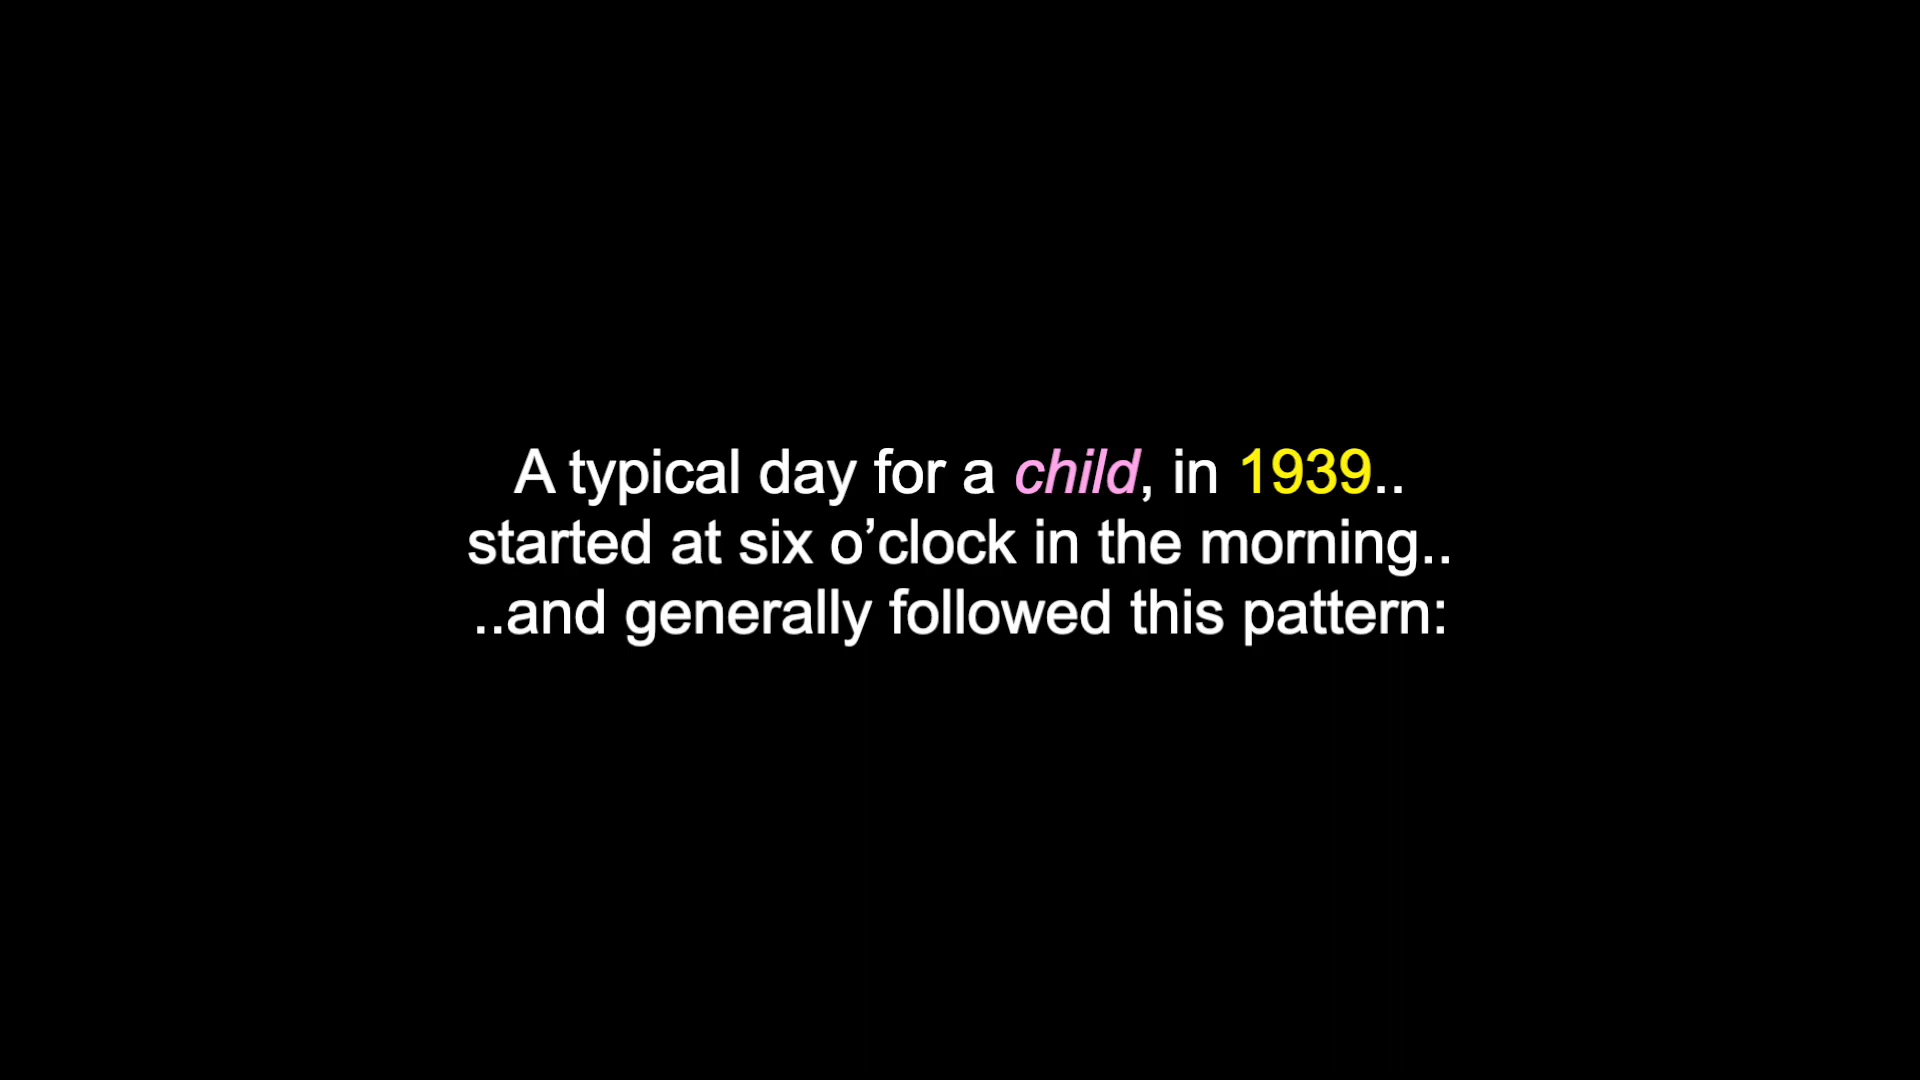 A typical day for a child, in 1939..
started at six o’clock in the morning..
..and generally followed this pattern: